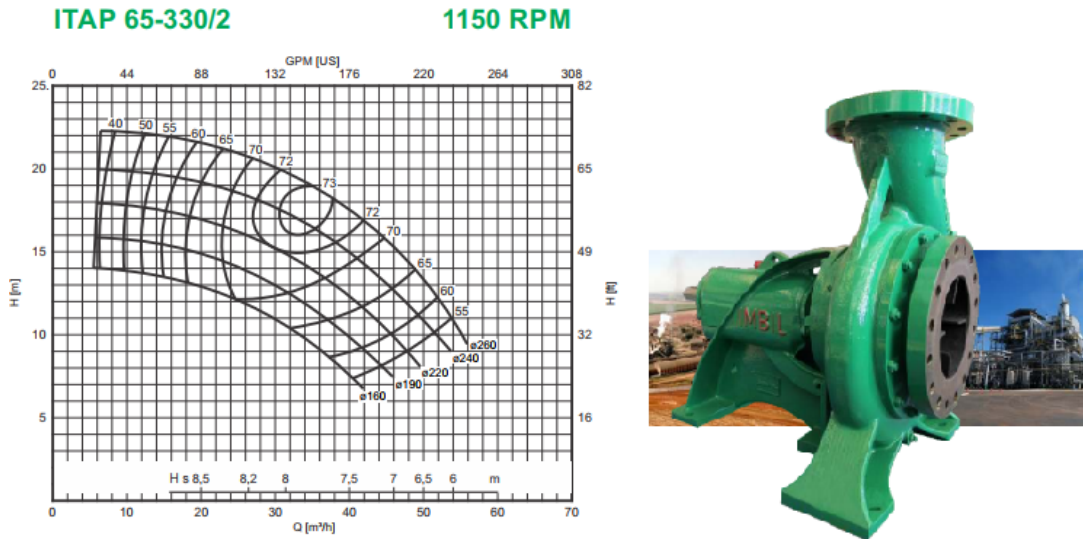 ITAP 65-330/2 1150 RPM
GPM [US]
0 44 88 132 176 220 264 308
25. 82
40 50 55 60 65 70 72
20 65
73
72
70
15 49
65
H [m] H [ft]
60
55
10 32
ø260
ø240
ø220
ø190
ø160
5 16
H s 8,5 8,2 8 7,5 7 6,5 6 m
0
0 10 20 30 40 50 60 70
Q [m³/h]
IMBIL